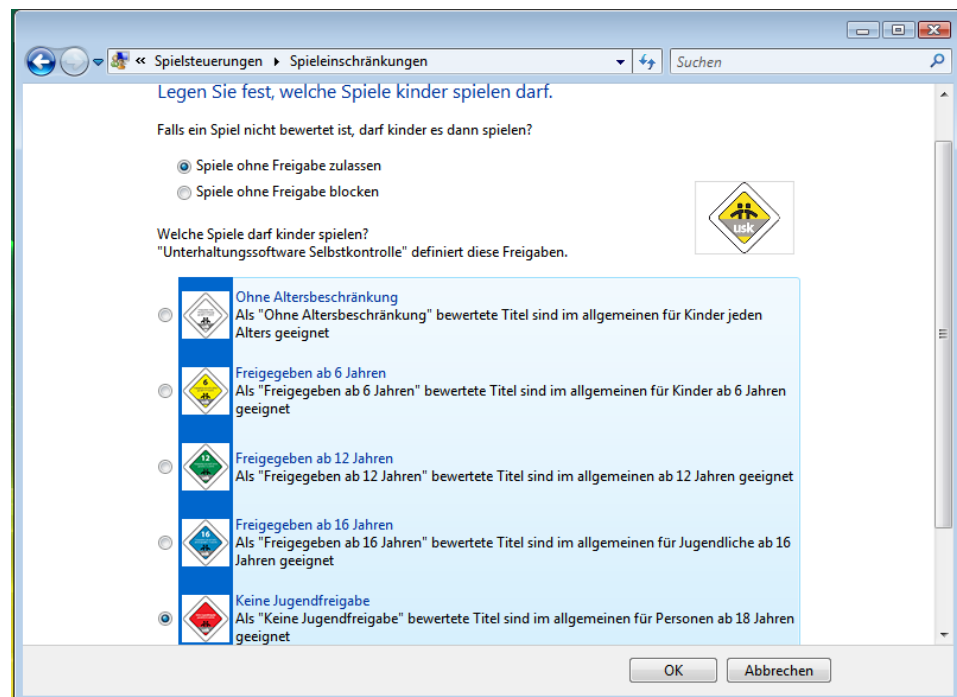 « Spielsteuerungen Spieleinschränkungen
Suchen
Legen Sie fest, welche Spiele kinder spielen darf.
Falls ein Spiel nicht bewertet ist, darf kinder es dann spielen?
Spiele ohne Freigabe zulassen
Spiele ohne Freigabe blocken
usk
Welche Spiele darf kinder spielen?
"Unterhaltungssoftware Selbstkontrolle" definiert diese Freigaben.
Ohne Altersbeschränkung
Als "Ohne Altersbeschränkung" bewertete Titel sind im allgemeinen für Kinder jeden
Alters geeignet
6
Freigegeben ab 6 Jahren
Als "Freigegeben ab 6 Jahren" bewertete Titel sind im allgemeinen für Kinder ab 6 Jahren
geeignet
12
Freigegeben ab 12 Jahren
Als "Freigegeben ab 12 Jahren" bewertete Titel sind im allgemeinen ab 12 Jahren geeignet
16
Freigegeben ab 16 Jahren
Als "Freigegeben ab 16 Jahren" bewertete Titel sind im allgemeinen für Jugendliche ab 16
Jahren geeignet
Keine Jugendfreigabe
Als "Keine Jugendfreigabe" bewertete Titel sind im allgemeinen für Personen ab 18 Jahren
geeignet
OK
Abbrechen